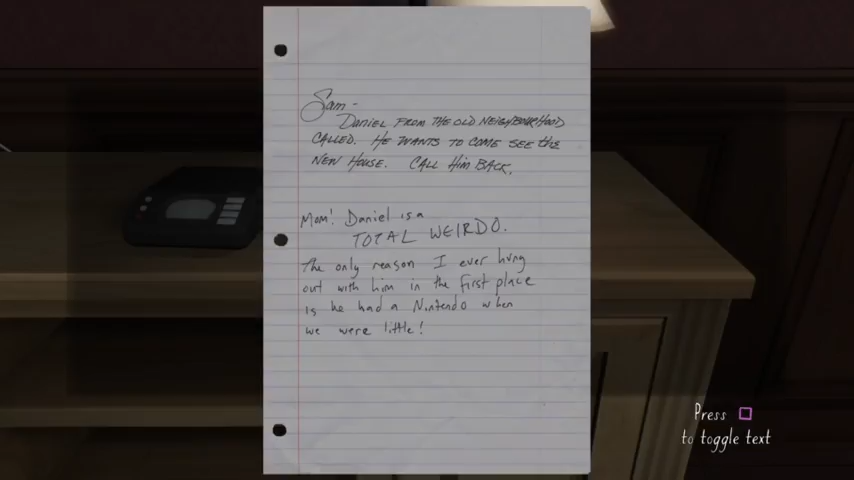 Sam -
Daniel from the old neighbourhood
called. He wants to come see the
new house. Call him back.
Mom! Daniel is a
TOTAL WEIRDO.
The only reason I ever hung
out with him in the first place
is he had a Nintendo when
we were little!
Press
to toggle text